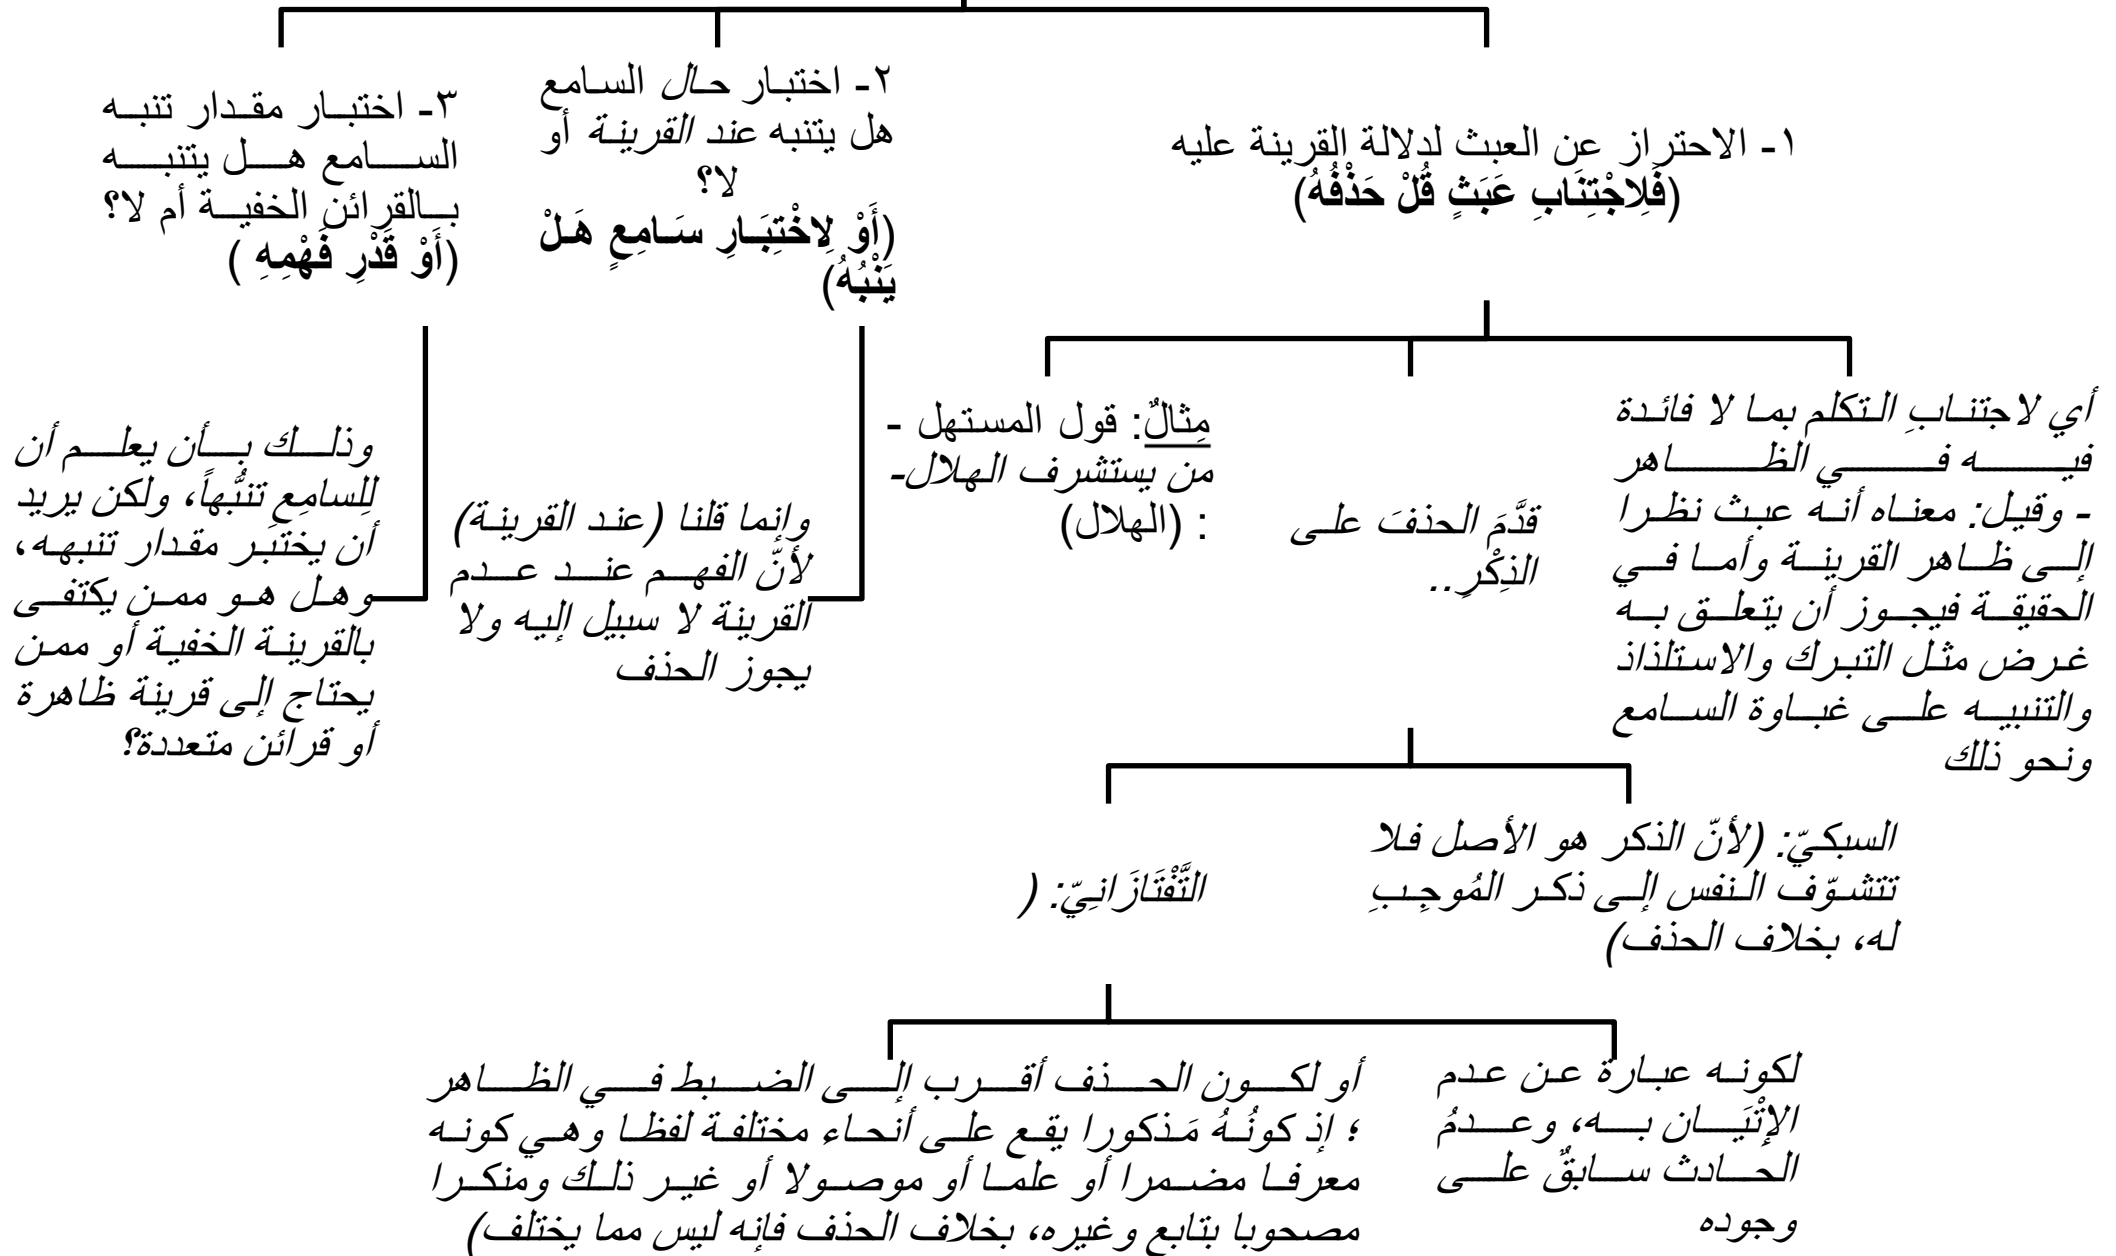 ١- الاحتراز عن العبث لدلالة القرينة عليه
(فَلِاجْتِنَابِ عَبَثٍ قُلْ حَذْفُهُ)
٢- اختبار حال السامع
هل يتنبه عند القرينة أو
لا؟
(أَوْ لِاخْتِبَارِ سَامِعٍ هَلْ
يَنْبُهُ)
٣- اختبار مقدار تنبه
السامع هل يتنبه
بالقرائن الخفية أم لا؟
(أَوْ قَدْرِ فَهْمِهِ )
أي لاجتنابِ التكلم بما لا فائدة
فيه في الظاهر
- وقيل: معناه أنه عبث نظرا
إلى ظاهر القرينة وأما في
الحقيقة فيجوز أن يتعلق به
غرض مثل التبرك والاستلذاذ
والتنبيه على غباوة السامع
ونحو ذلك
قدَّمَ الحذفَ على
الذِكْرِ..
مِثالٌ: قول المستهل -
من يستشرف الهلال-
: (الهلال)
وإنما قلنا (عند القرينة)
لأنّ الفهم عند عدم
القرينة لا سبيل إليه ولا
يجوز الحذف
وذلك بأن يعلم أن
لِلسامِعِ تنبُّهاً، ولكن يريد
أن يختبَر مقدار تنبهه،
وهل هو ممن يكتفى
بالقرينة الخفية أو ممن
يحتاج إلى قرينة ظاهرة
أو قرائن متعددة؟
السبكيّ: (لأنّ الذكر هو الأصل فلا
تتشوّف النفس إلى ذكر المُوجِبِ
له، بخلاف الحذف)
التَّفْتَازَانِيّ: (
لكونه عبارة عن عدم
الإتْيَان به، وعدمُ
الحادث سابقٌ على
وجوده
أو لكون الحذف أقرب إلى الضبط في الظاهر
؛ إذ كونُهُ مَذكورا يقع على أنحاء مختلفة لفظا وهي كونه
معرفا مضمرا أو علما أو موصولا أو غير ذلك ومنكرا
مصحوبا بتابع وغيره، بخلاف الحذف فإنه ليس مما يختلف)